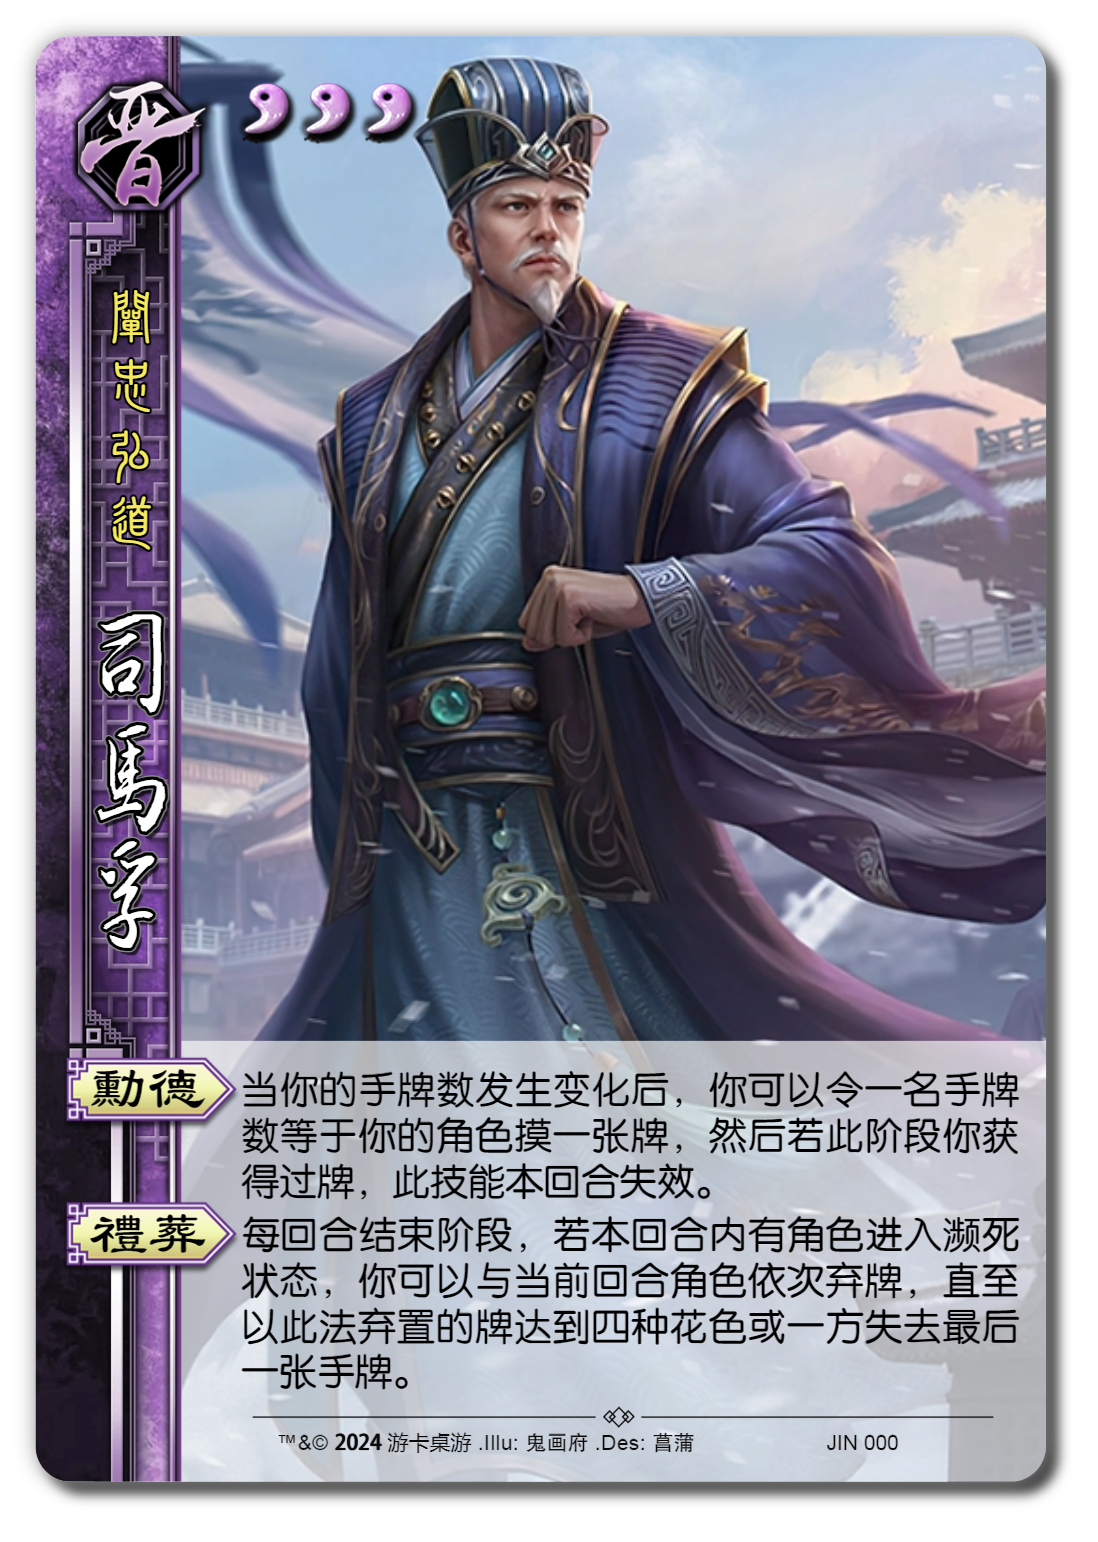 晋
闡忠弘道
司馬孚
勳德
当你的手牌数发生变化后，你可以令一名手牌
数等于你的角色摸一张牌，然后若此阶段你获
得过牌，此技能本回合失效。
禮葬
每回合结束阶段，若本回合内有角色进入濒死
状态，你可以与当前回合角色依次弃牌，直至
以此法弃置的牌达到四种花色或一方失去最后
一张手牌。
™&© 2024 游卡桌游 .Illu: 鬼画府 .Des: 菖蒲
JIN 000